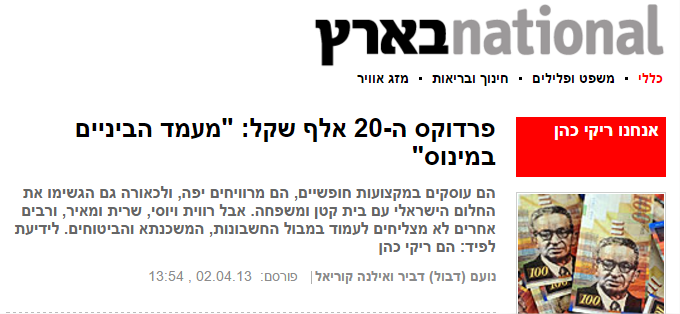 בארץ national
כללי • משפט ופלילים • חינוך ובריאות • מזג אוויר
אנחנו ריקי כהן
פרדוקס ה-20 אלף שקל: "מעמד הביניים
במינוס"
הם עוסקים במקצועות חופשיים, הם מרוויחים יפה, ולכאורה גם הגשימו את
החלום הישראלי עם בית קטן ומשפחה. אבל רווית ויוסי, שרית ומאיר, ורבים
אחרים לא מצליחים לעמוד במבול החשבונות, המשכנתא והביטוחים. לידיעת
לפיד: הם ריקי כהן
נועם (דבול) דביר ואילנה קוריאל | פורסם: 02.04.13 , 13:54
100
100
100